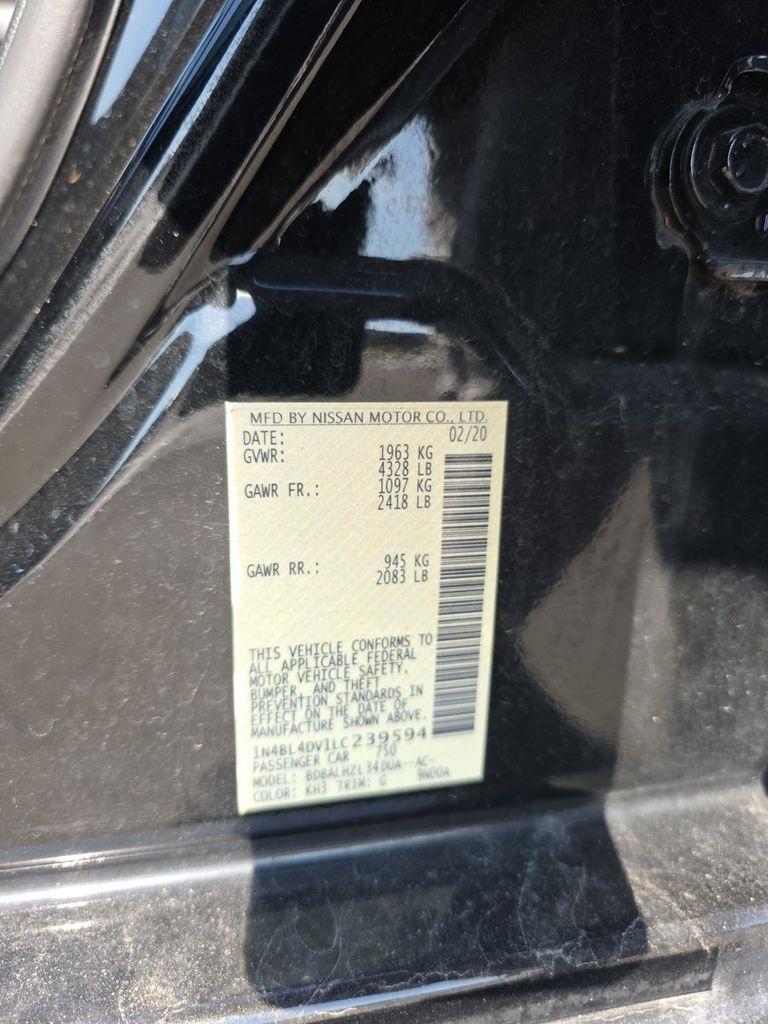 MFD BY NISSAN MOTOR CO., LTD.
DATE: 02/20
GVWR: 1963 KG
4328 LB
GAWR FR.: 1097 KG
2418 LB
GAWR RR.: 945 KG
2083 LB
THIS VEHICLE CONFORMS TO
ALL APPLICABLE FEDERAL
MOTOR VEHICLE SAFETY,
BUMPER, AND THEFT
PREVENTION STANDARDS IN
EFFECT ON THE DATE OF
MANUFACTURE SHOWN ABOVE.
1N4BL4DV1LC239594
PASSENGER CAR 750
MODEL: BDBALHZL34DUA--AC-
COLOR: KH3 TRIM: G 9N00A